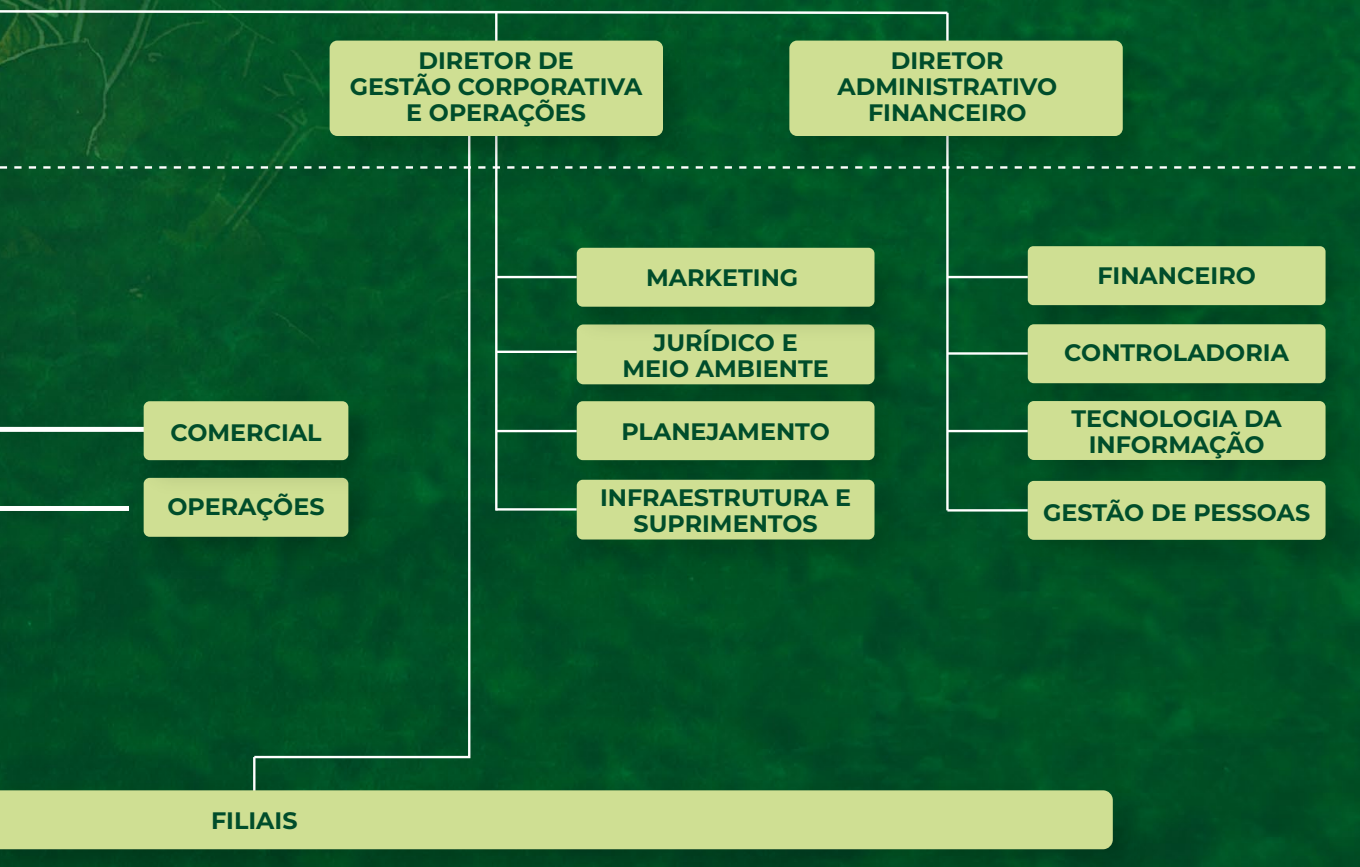 DIRETOR DE
GESTÃO CORPORATIVA
E OPERAÇÕES
DIRETOR
ADMINISTRATIVO
FINANCEIRO
MARKETING
JURÍDICO E
MEIO AMBIENTE
PLANEJAMENTO
INFRAESTRUTURA E
SUPRIMENTOS
FINANCEIRO
CONTROLADORIA
TECNOLOGIA DA
INFORMAÇÃO
GESTÃO DE PESSOAS
COMERCIAL
OPERAÇÕES
FILIAIS